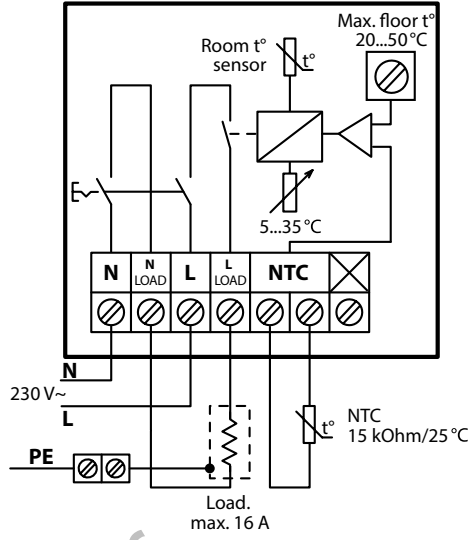 Max. floor t°
20...50 °C
Room t°
sensor
t°
5...35 °C
N
N
LOAD
L
L
LOAD
NTC
N
230 V~
L
PE
t°
NTC
15 kOhm/25 °C
Load.
max. 16 A